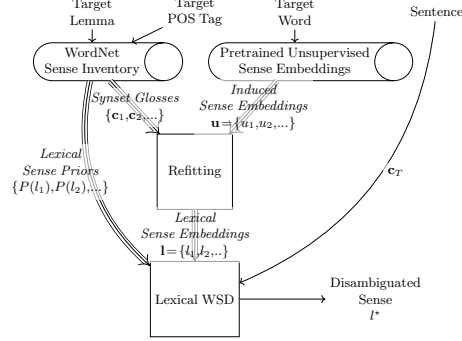 Target
Lemma
Target
POS Tag
Target
Word
Sentence
WordNet
Sense Inventory
Pretrained Unsupervised
Sense Embeddings
Synset Glosses
{c₁,c₂,...}
Induced
Sense Embeddings
u={u₁,u₂,...}
Lexical
Sense Priors
{P(l₁),P(l₂),...}
Refitting
c_T
Lexical
Sense Embeddings
l={l₁,l₂,..}
Lexical WSD
Disambiguated
Sense
l⋆